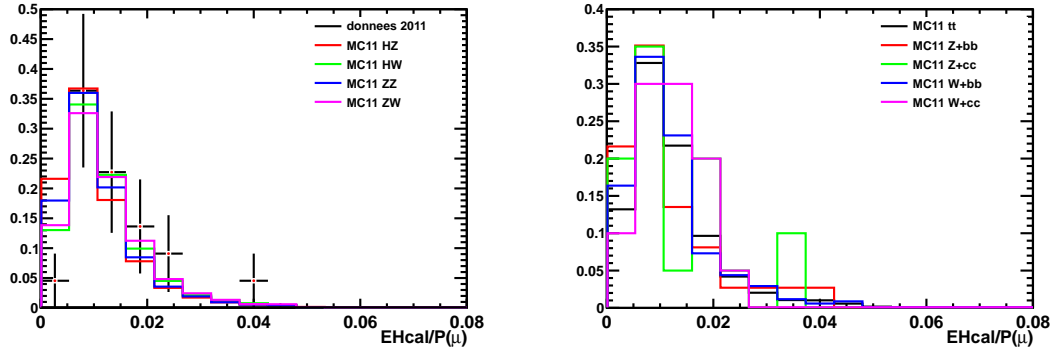 0.5
0.45
0.4
0.35
0.3
0.25
0.2
0.15
0.1
0.05
0
donnees 2011
MC11 HZ
MC11 HW
MC11 ZZ
MC11 ZW
0 0.02 0.04 0.06 0.08
EHcal/P(μ)
0.4
0.35
0.3
0.25
0.2
0.15
0.1
0.05
0
MC11 tt
MC11 Z+bb
MC11 Z+cc
MC11 W+bb
MC11 W+cc
0 0.02 0.04 0.06 0.08
EHcal/P(μ)